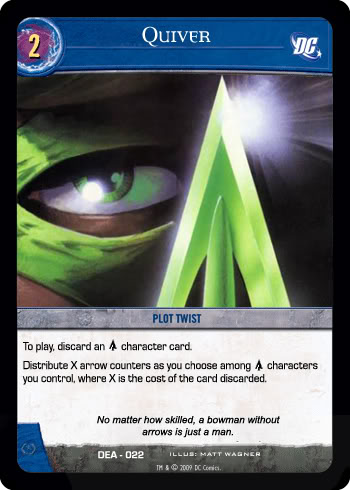 2
QUIVER
DC
PLOT TWIST
To play, discard an character card.
Distribute X arrow counters as you choose among characters
you control, where X is the cost of the card discarded.
No matter how skilled, a bowman without
arrows is just a man.
DEA - 022 ILLUS: MATT WAGNER
TM & © 2009 DC Comics.